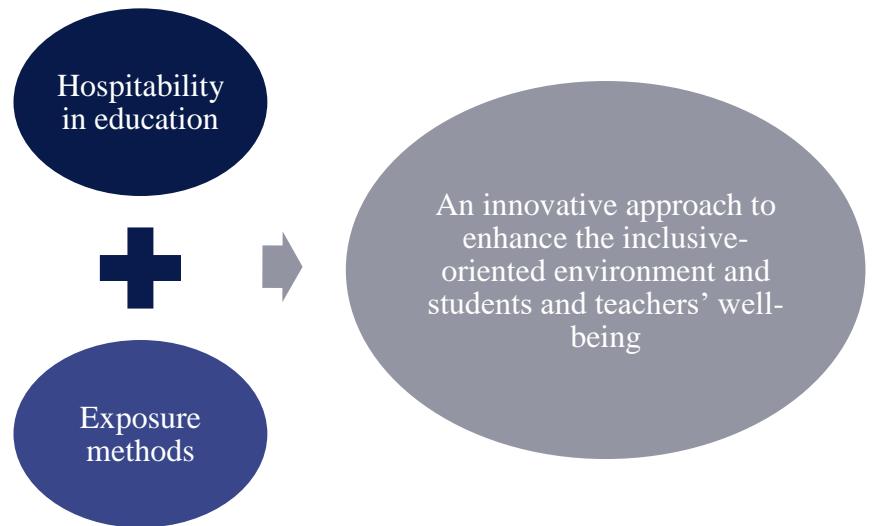 Hospitability
in education
Exposure
methods
An innovative approach to
enhance the inclusive-
oriented environment and
students and teachers’ well-
being